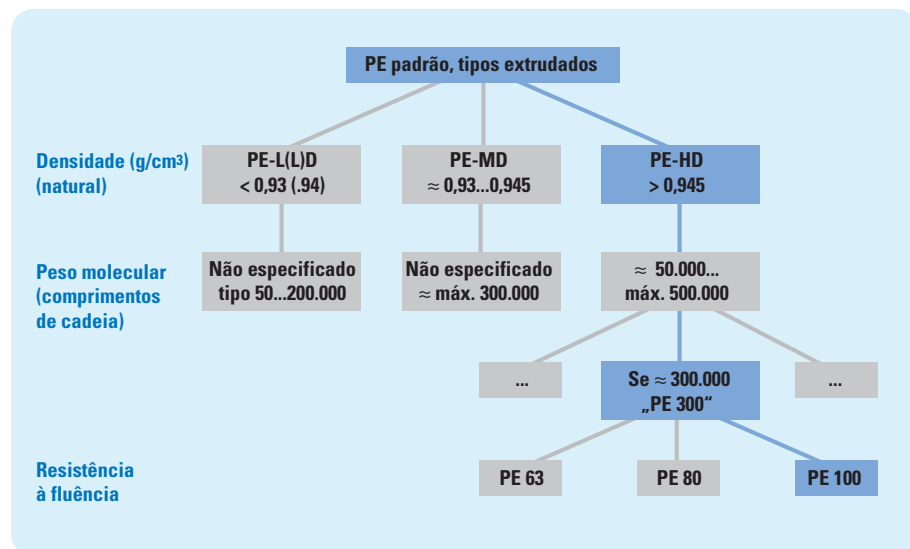 PE padrão, tipos extrudados
Densidade (g/cm³)
(natural)
PE-L(L)D
< 0,93 (.94)
PE-MD
≈ 0,93...0,945
PE-HD
> 0,945
Peso molecular
(comprimentos
de cadeia)
Não especificado
tipo 50...200.000
Não especificado
≈ máx. 300.000
≈ 50.000...
máx. 500.000
...
Se ≈ 300.000
„PE 300“
...
Resistência
à fluência
PE 63
PE 80
PE 100